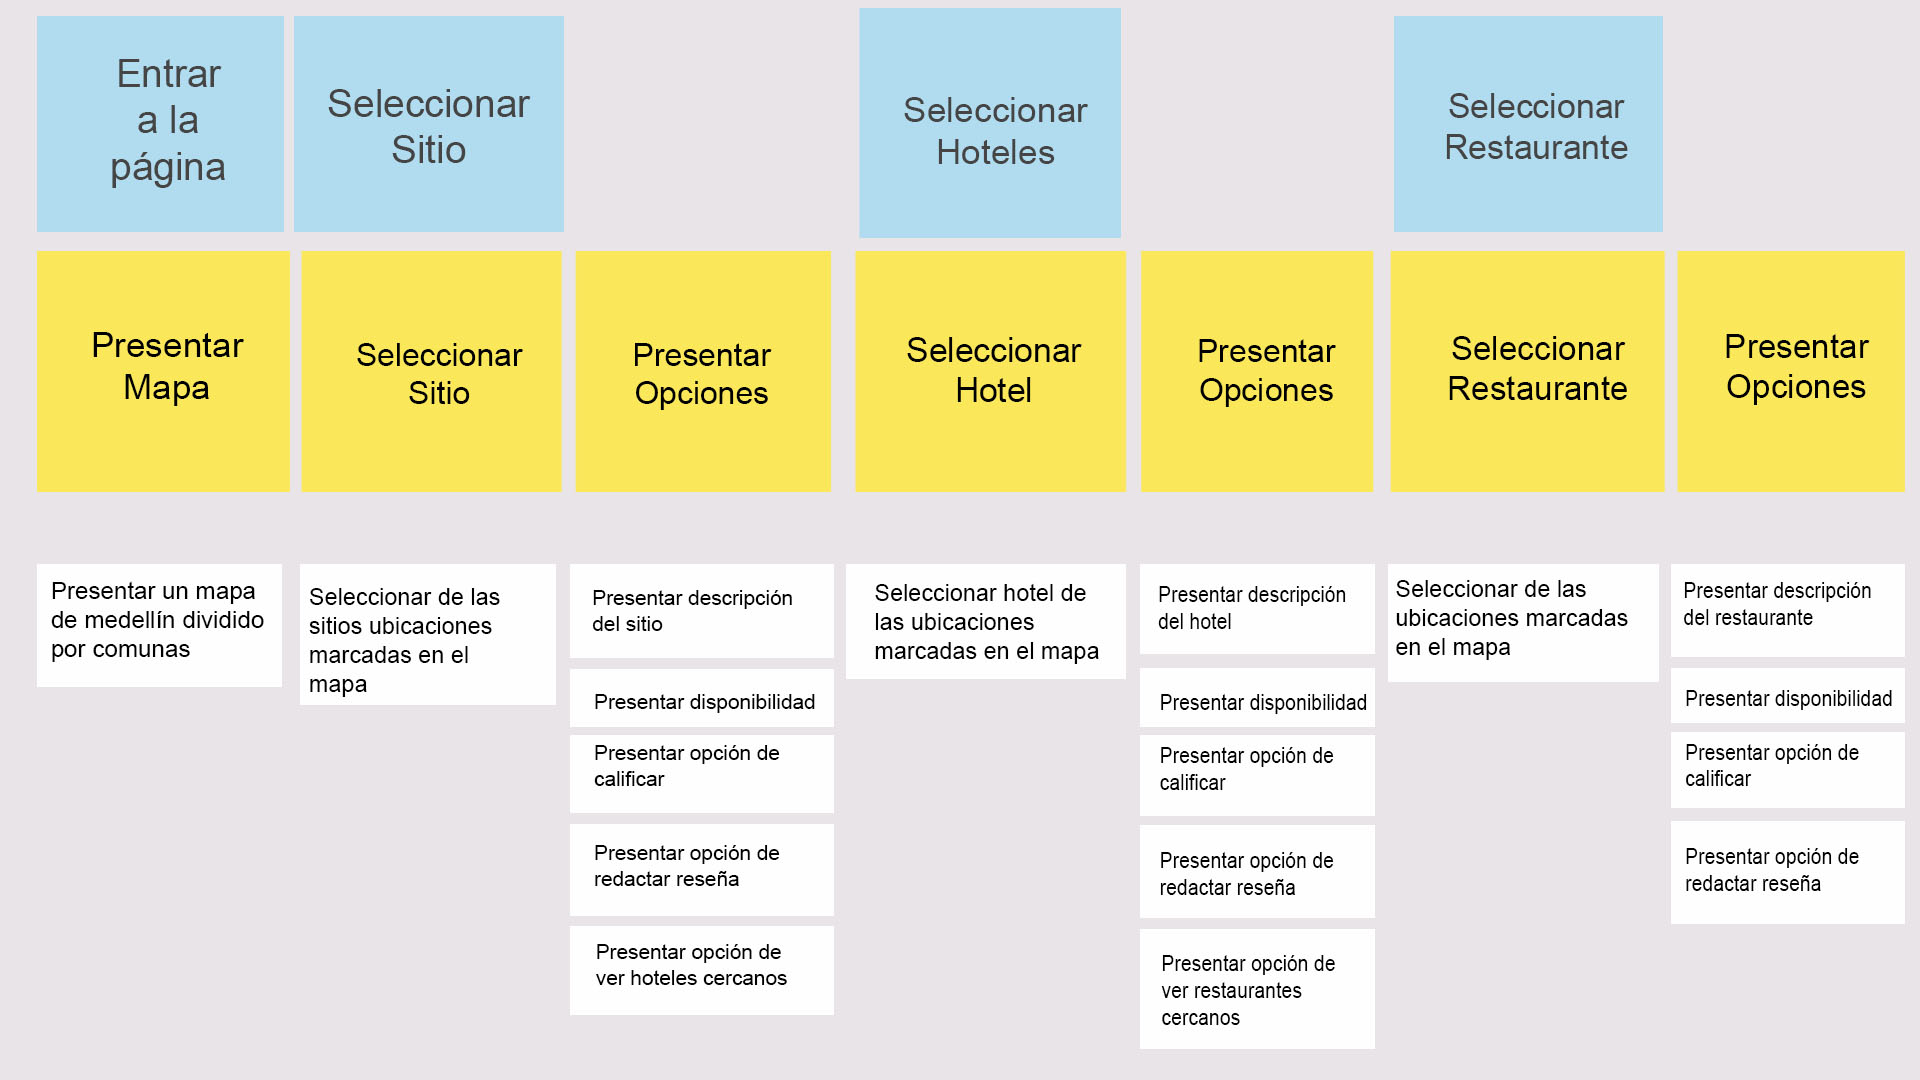 Entrar
a la
página
Seleccionar
Sitio
Seleccionar
Hoteles
Seleccionar
Restaurante
Presentar
Mapa
Seleccionar
Sitio
Presentar
Opciones
Seleccionar
Hotel
Presentar
Opciones
Seleccionar
Restaurante
Presentar
Opciones
Presentar un mapa
de medellín dividido
por comunas
Seleccionar de las
sitios ubicaciones
marcadas en el
mapa
Presentar descripción
del sitio
Presentar disponibilidad
Presentar opción de
calificar
Presentar opción de
redactar reseña
Presentar opción de
ver hoteles cercanos
Seleccionar hotel de
las ubicaciones
marcadas en el mapa
Presentar descripción
del hotel
Presentar disponibilidad
Presentar opción de
calificar
Presentar opción de
redactar reseña
Presentar opción de
ver restaurantes
cercanos
Seleccionar de las
ubicaciones marcadas
en el mapa
Presentar descripción
del restaurante
Presentar disponibilidad
Presentar opción de
calificar
Presentar opción de
redactar reseña